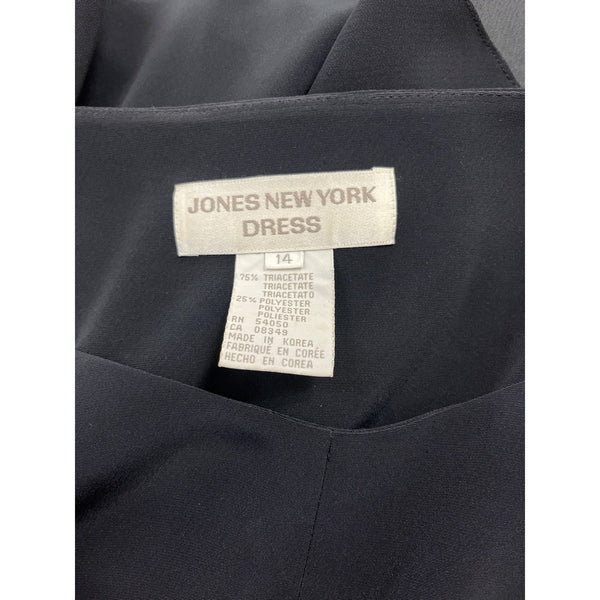 JONES NEW YORK
DRESS
14
75% TRIACETATE
TRIACETATE
TRIACETATO
25% POLYESTER
POLYESTER
POLIESTER
RN 54050
CA 08349
MADE IN KOREA
FABRIQUÉ EN CORÉE
HECHO EN COREA